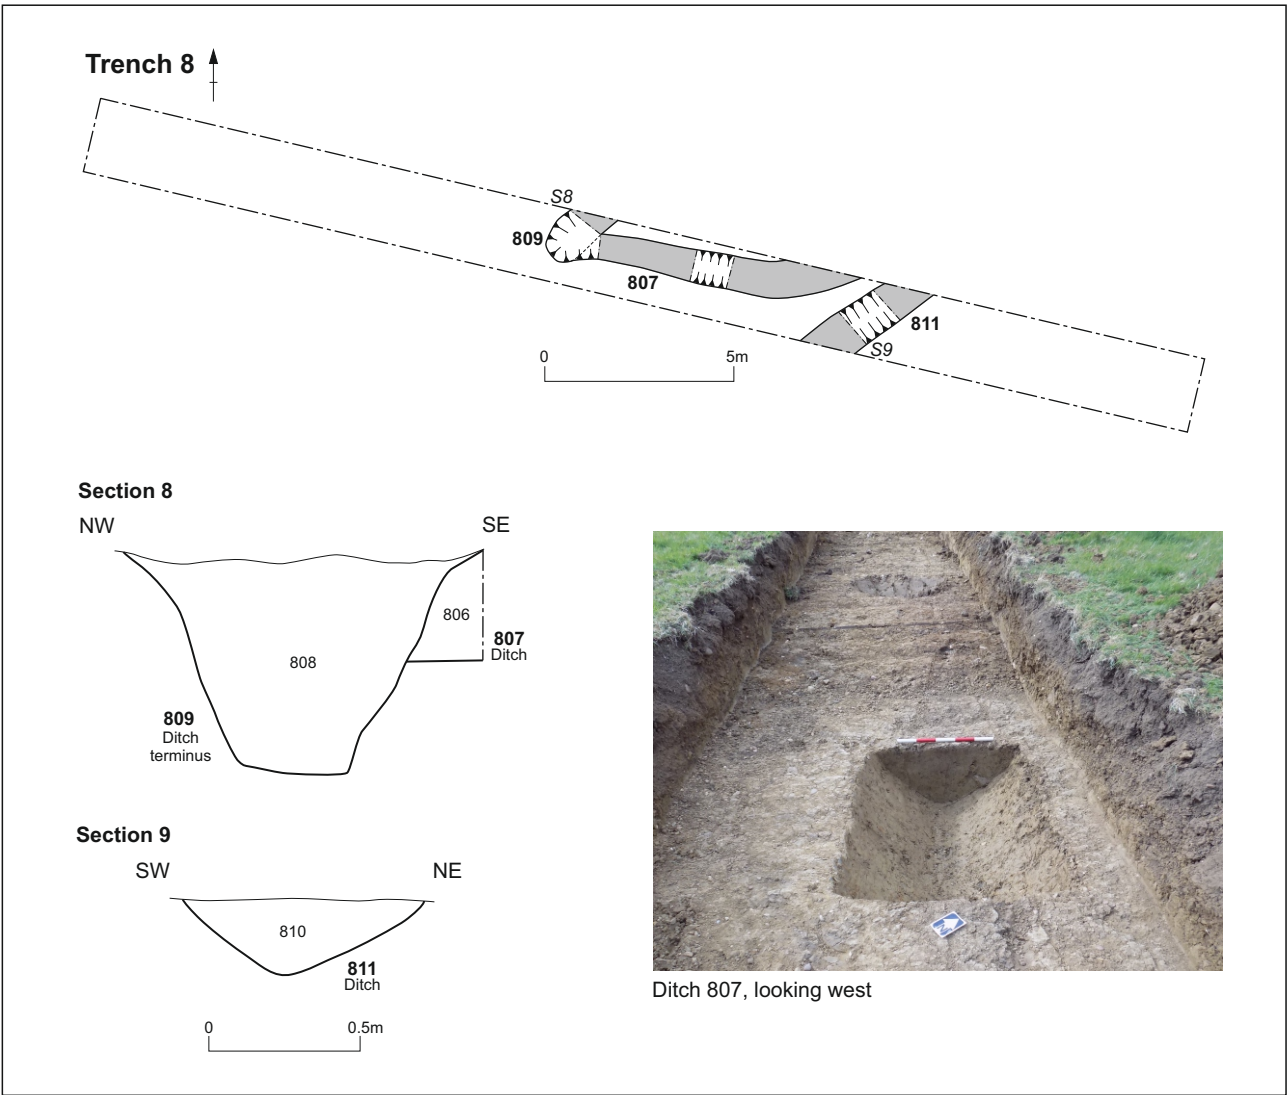 Trench 8
S8
809
807
811
S9
0
5m
Section 8
NW
SE
806
807
Ditch
808
809
Ditch
terminus
Section 9
SW
NE
810
811
Ditch
0
0.5m
Ditch 807, looking west